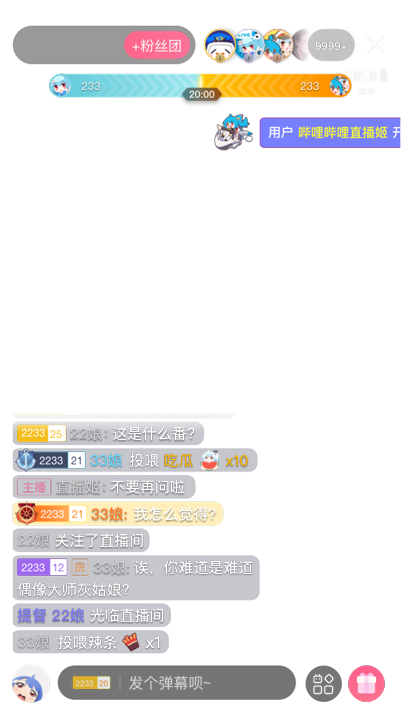 +粉丝团
9999+
233
233
20:00
用户 哔哩哔哩直播姬 开
2233 25 22娘: 这是什么番?
2233 21 33娘 投喂 吃瓜 x10
主播 直播姬: 不要再问啦
2233 21 33娘: 我怎么觉得?
22娘 关注了直播间
2233 12 房 33娘: 诶，你难道是难道
偶像大师灰姑娘?
提督 22娘 光临直播间
33娘 投喂辣条 x1
2233 20 发个弹幕呗~